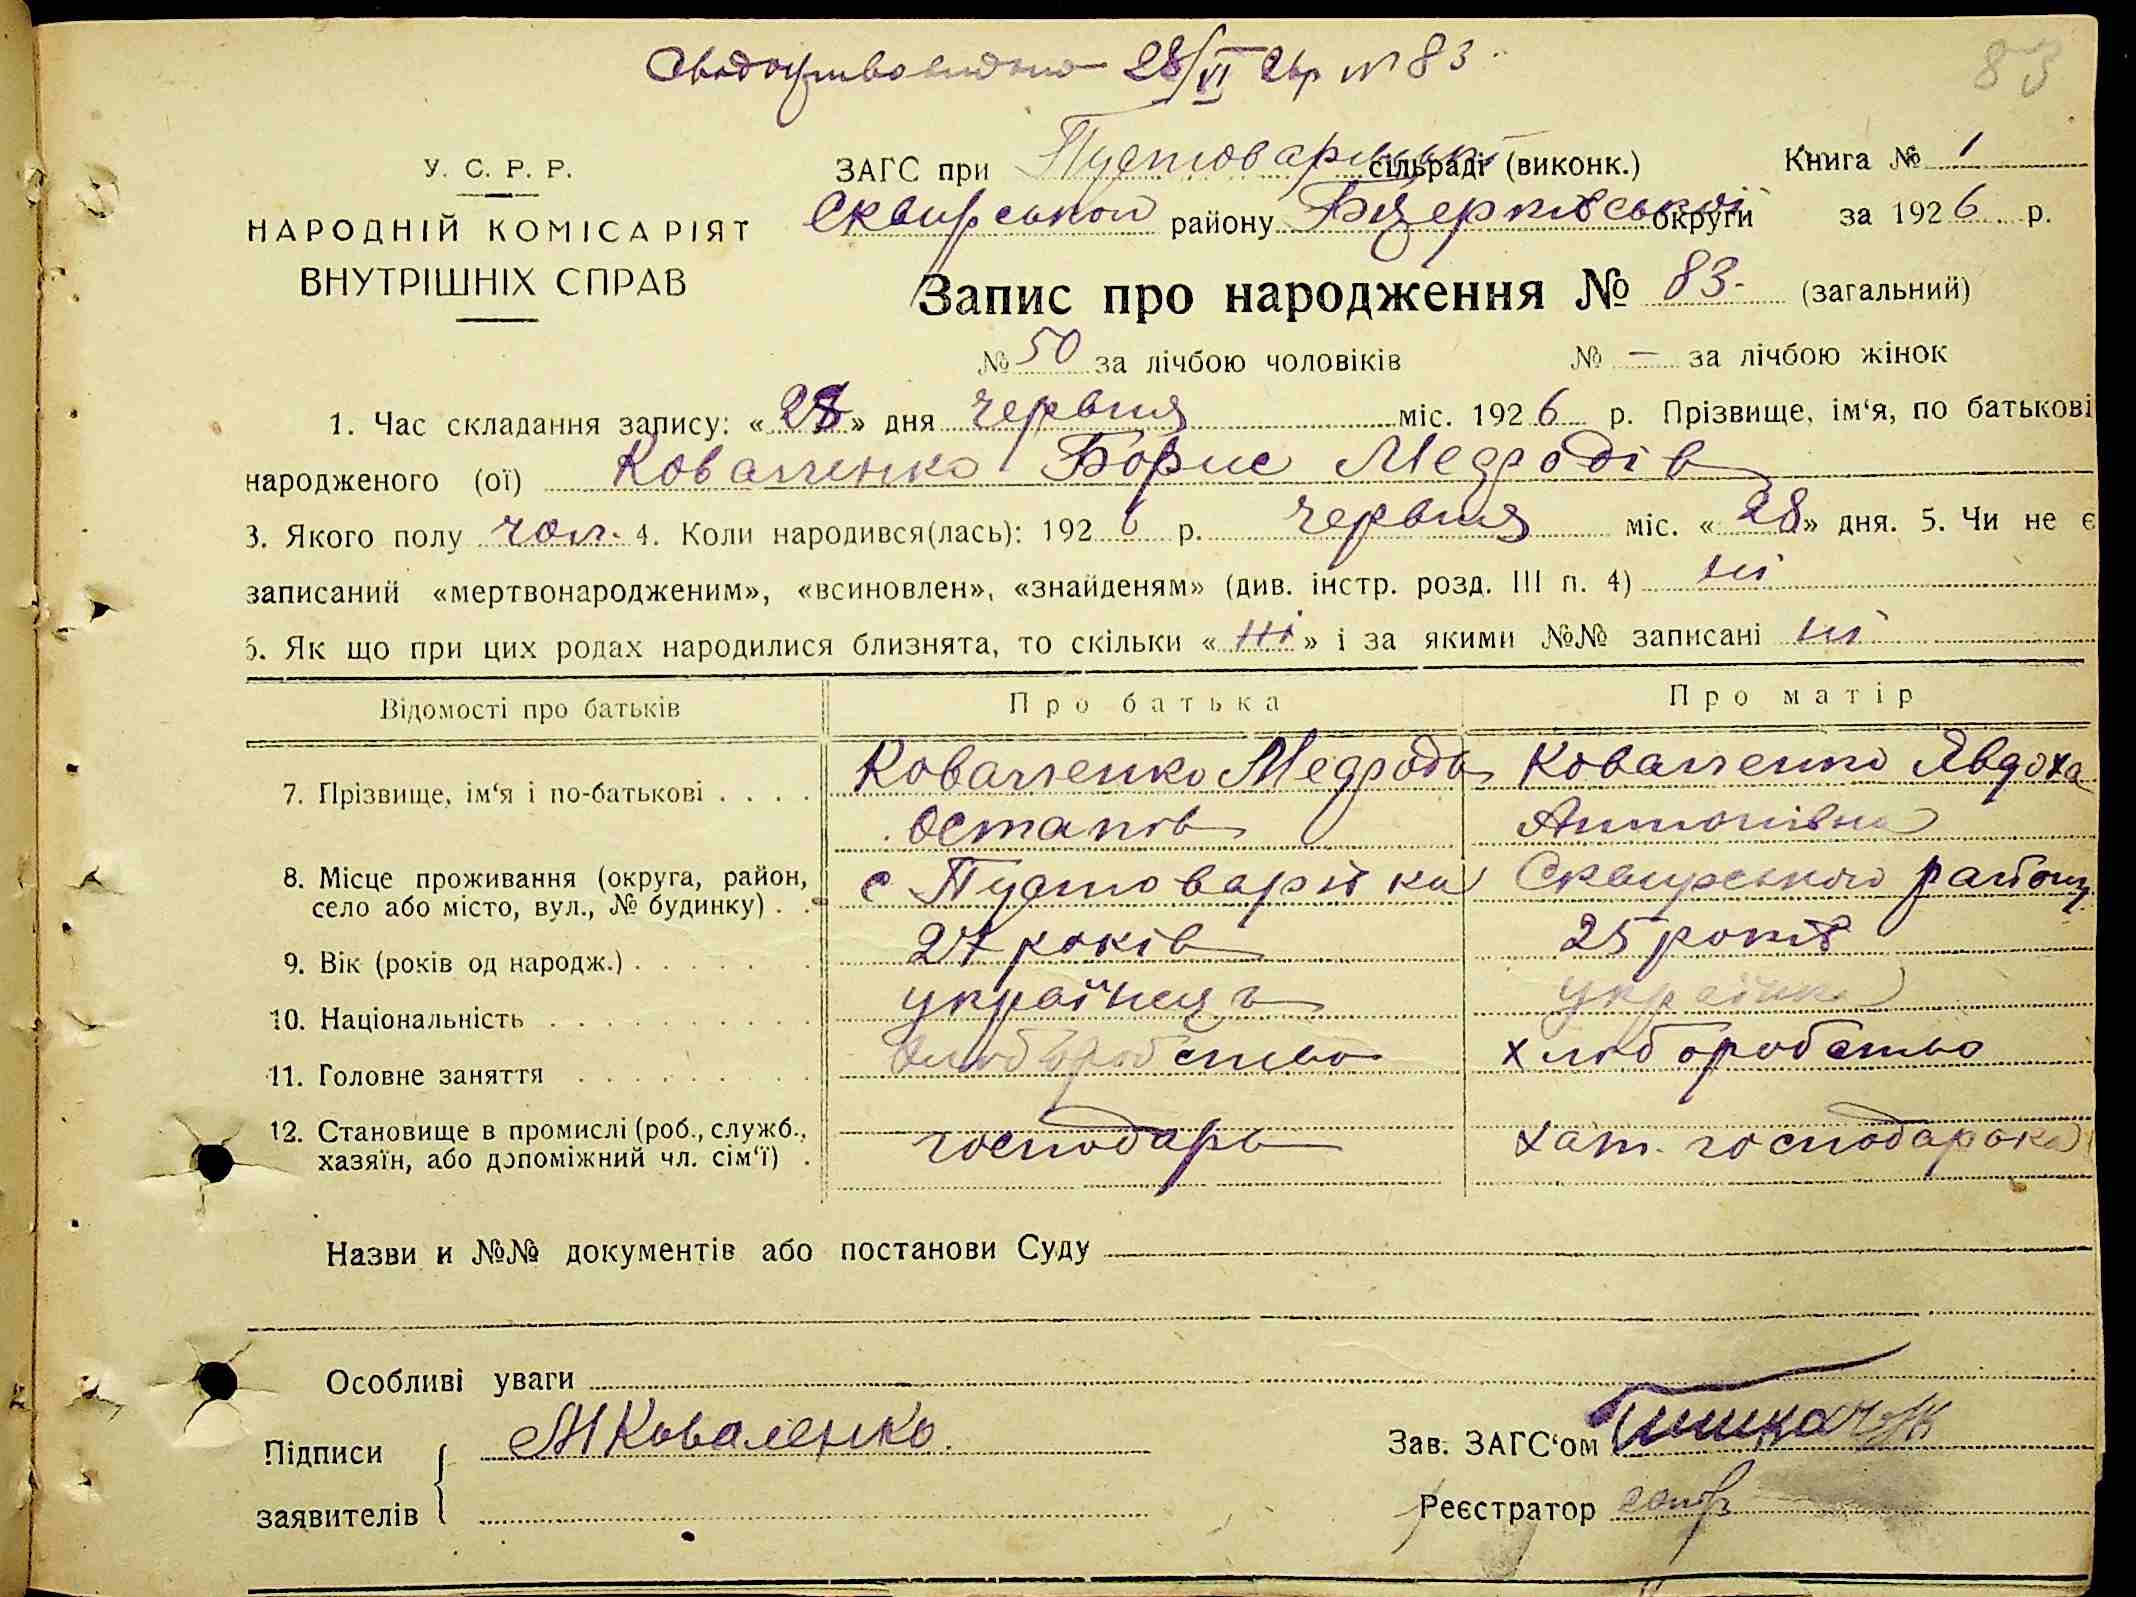 Свидоцтво видано 28/VI 26р № 83
83
У. С. Р. Р.
НАРОДНІЙ КОМІСАРІЯТ
ВНУТРІШНІХ СПРАВ
ЗАГС при Пустоварській сільраді (виконк.) Книга № 1
Сквирського району Бцерківської округи за 1926 р.
Запис про народження № 83 (загальний)
№ 50 за лічбою чоловіків № — за лічбою жінок
1. Час складання запису: «28» дня червня міс. 1926 р. Прізвище, ім‘я, по батькові
народженого (ої) Коваленко Борис Медодів
3. Якого полу чол. 4. Коли народився(лась): 1926 р. червня міс. «28» дня. 5. Чи не є
записаний «мертвонародженим», «всиновлен», «знайденям» (див. інстр. розд. III п. 4) ні
6. Як що при цих родах народилися близнята, то скільки «ні» і за якими №№ записані ні
Відомості про батьків Про батька Про матір
7. Прізвище, ім‘я і по-батькові . . . . Коваленко Медодь Коваленко Явдоха
Остапів Антонівна
8. Місце проживання (округа, район, с Пустоварівка Сквирського району
село або місто, вул., № будинку) . .
9. Вік (років од народж.) . . . . . . 27 років 25 років
10. Національність . . . . . . . . . . українець українка
11. Головне заняття . . . . . . . . . хліборобство хліборобство
12. Становище в промислі (роб., служб., господарь хат. господарка
хазяїн, або допоміжний чл. сім‘ї) .
Назви и №№ документів або постанови Суду
Особливі уваги
Підписи М Коваленко. Зав. ЗАГС‘ом
заявителів Реєстратор